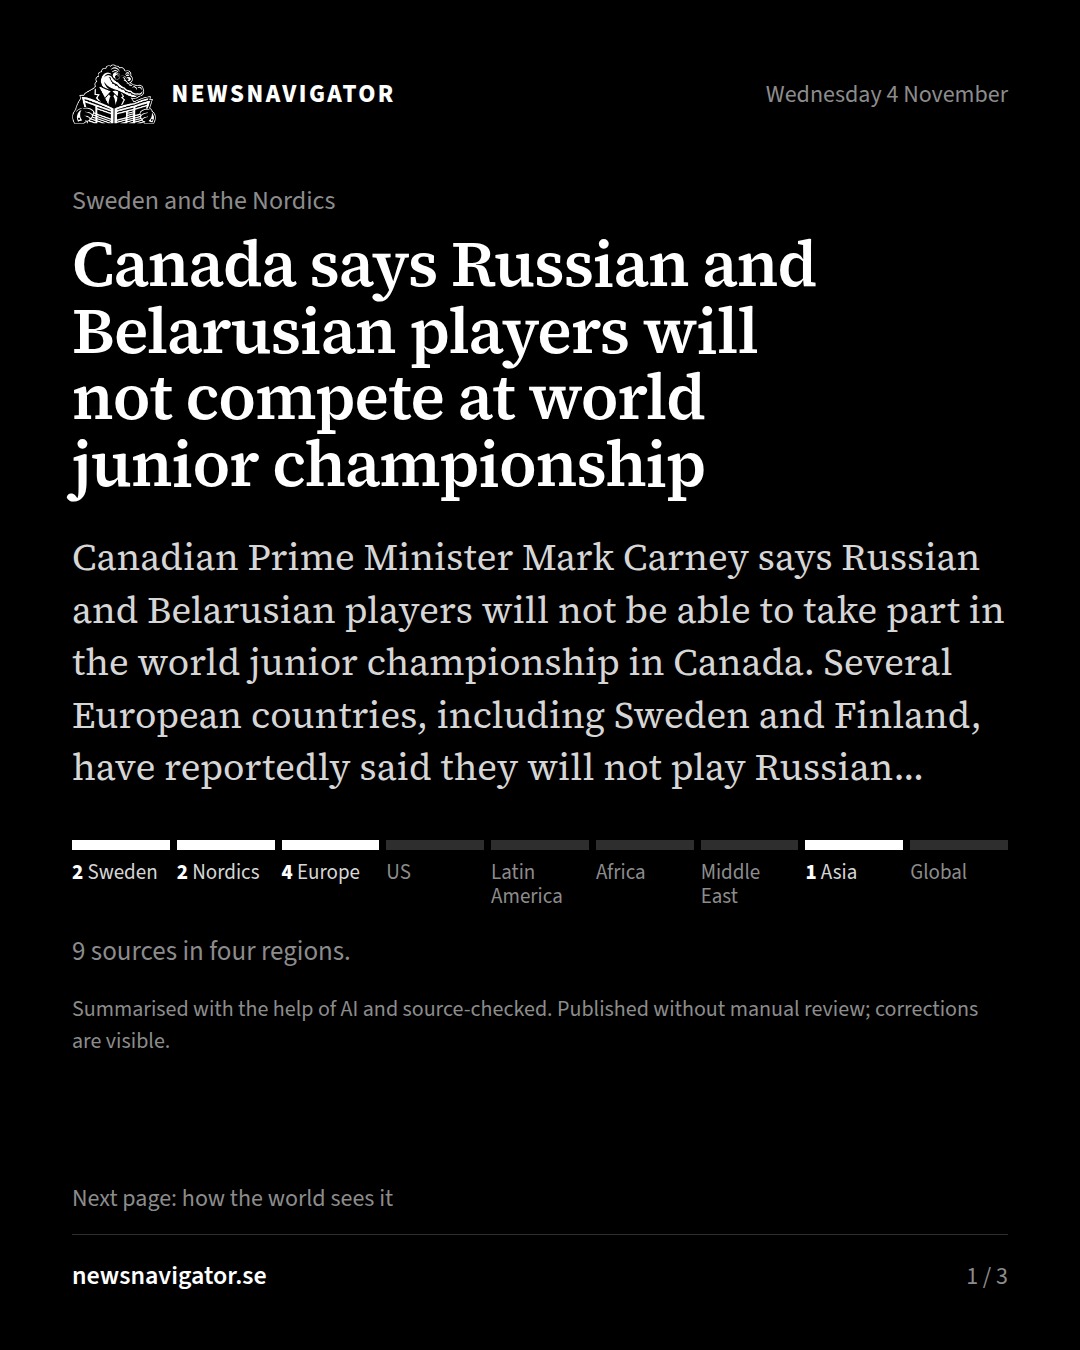 NEWSNAVIGATOR
Wednesday 4 November
Sweden and the Nordics
Canada says Russian and
Belarusian players will
not compete at world
junior championship
Canadian Prime Minister Mark Carney says Russian
and Belarusian players will not be able to take part in
the world junior championship in Canada. Several
European countries, including Sweden and Finland,
have reportedly said they will not play Russian...
2 Sweden
2 Nordics
4 Europe
US
Latin
America
Africa
Middle
East
1 Asia
Global
9 sources in four regions.
Summarised with the help of AI and source-checked. Published without manual review; corrections
are visible.
Next page: how the world sees it
newsnavigator.se
1 / 3